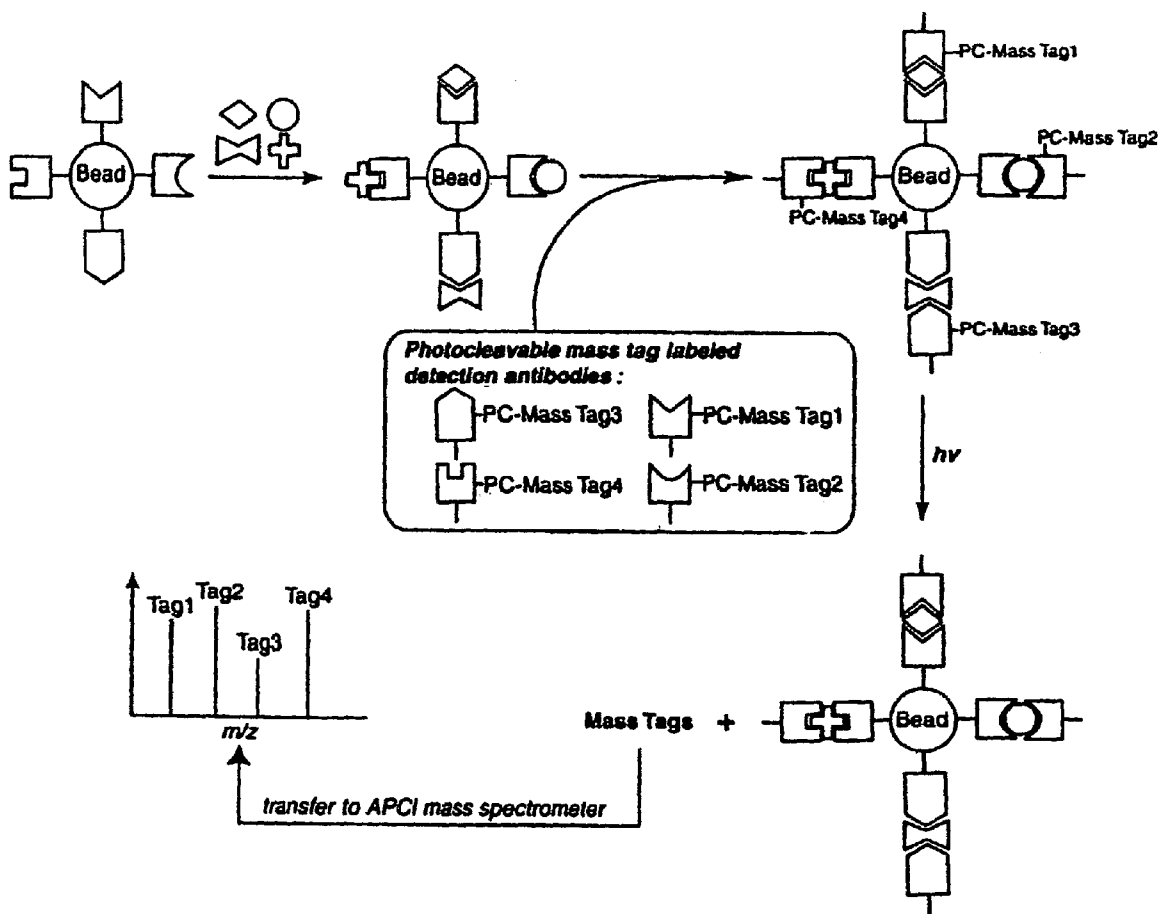 PC-Mass Tag1
Bead
Bead
PC-Mass Tag2
Bead
PC-Mass Tag4
PC-Mass Tag3
Photocleavable mass tag labeled
detection antibodies :
PC-Mass Tag3
PC-Mass Tag1
PC-Mass Tag4
PC-Mass Tag2
hν
Tag1
Tag2
Tag3
Tag4
m/z
Mass Tags +
Bead
transfer to APCI mass spectrometer